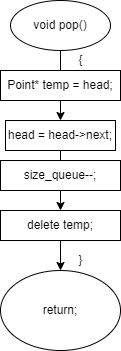 void pop()
{
Point* temp = head;
head = head->next;
size_queue--;
delete temp;
}
return;